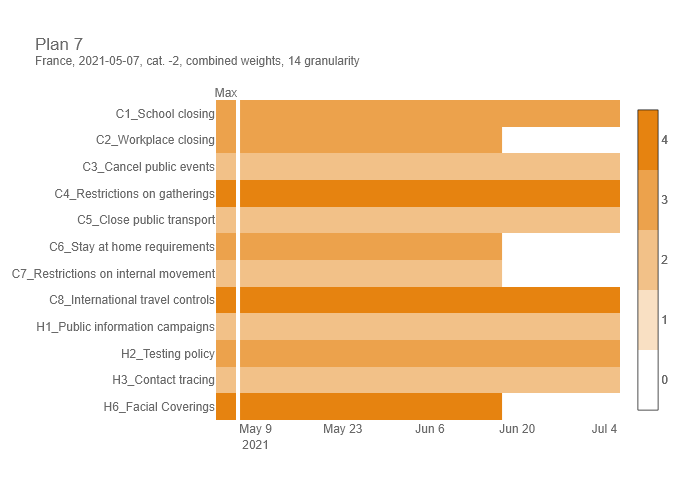 Plan 7
France, 2021-05-07, cat. -2, combined weights, 14 granularity
Max
C1_School closing
C2_Workplace closing
C3_Cancel public events
C4_Restrictions on gatherings
C5_Close public transport
C6_Stay at home requirements
C7_Restrictions on internal movement
C8_International travel controls
H1_Public information campaigns
H2_Testing policy
H3_Contact tracing
H6_Facial Coverings
May 9 May 23 Jun 6 Jun 20 Jul 4
2021
4
3
2
1
0